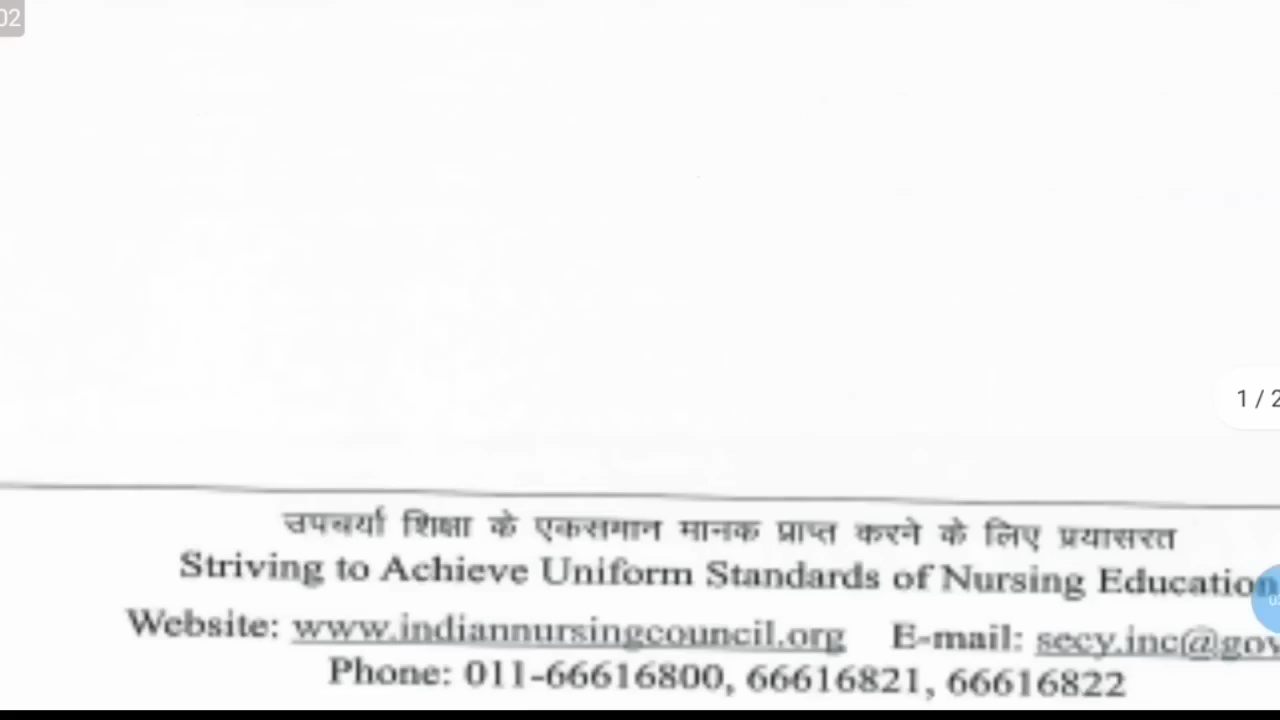 02
1 / 2
उपचर्या शिक्षा के एकसमान मानक प्राप्त करने के लिए प्रयासरत
Striving to Achieve Uniform Standards of Nursing Education
Website: www.indiannursingcouncil.org E-mail: secy.inc@gov
Phone: 011-66616800, 66616821, 66616822